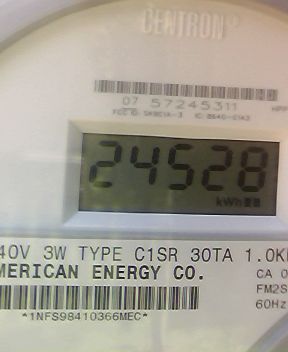 CENTRON
07 57245311
24528
kWh
40V 3W TYPE C1SR 30TA 1.0K
MERICAN ENERGY CO.
CA 0
FM2S
60Hz
*1NFS98410366MEC*